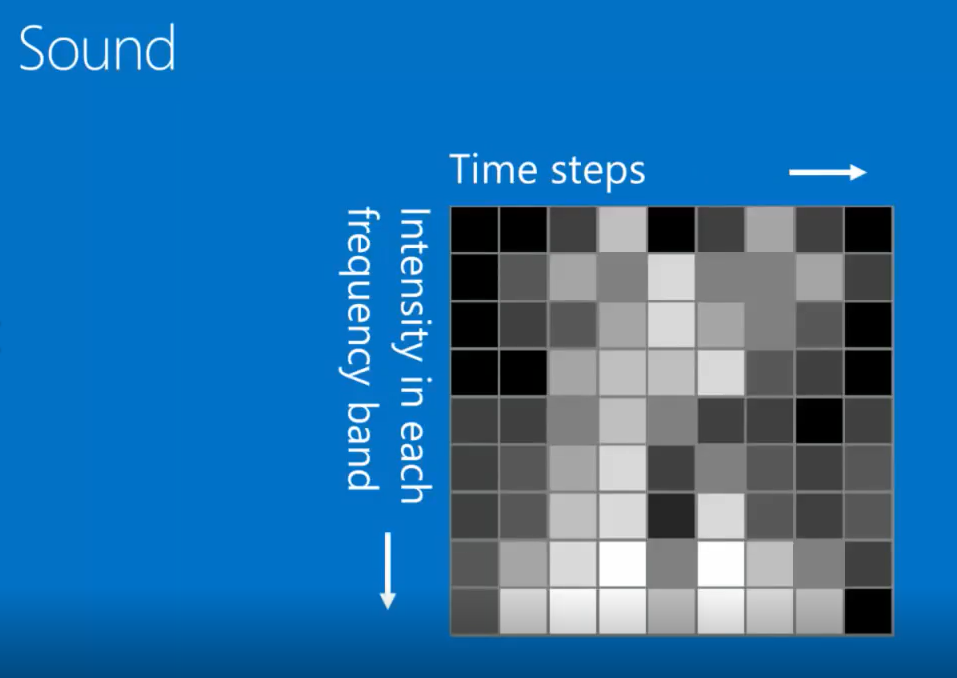 Sound
Time steps
Intensity in each
frequency band